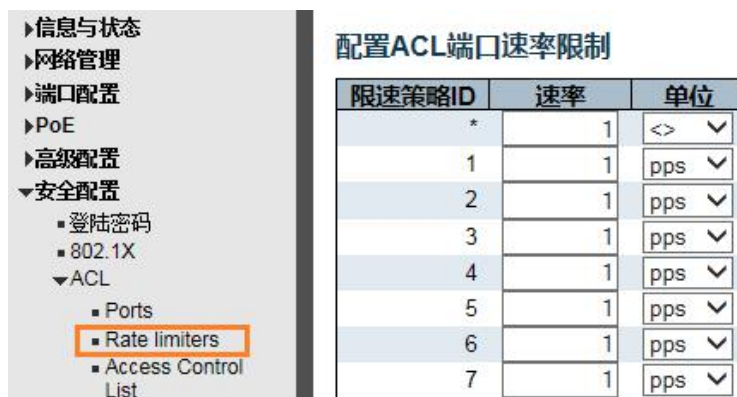 信息与状态
网络管理
端口配置
PoE
高级配置
安全配置
登陆密码
802.1X
ACL
Ports
Rate limiters
Access Control
List
配置ACL端口速率限制
限速策略ID 速率 单位
* 1 <>
1 1 pps
2 1 pps
3 1 pps
4 1 pps
5 1 pps
6 1 pps
7 1 pps